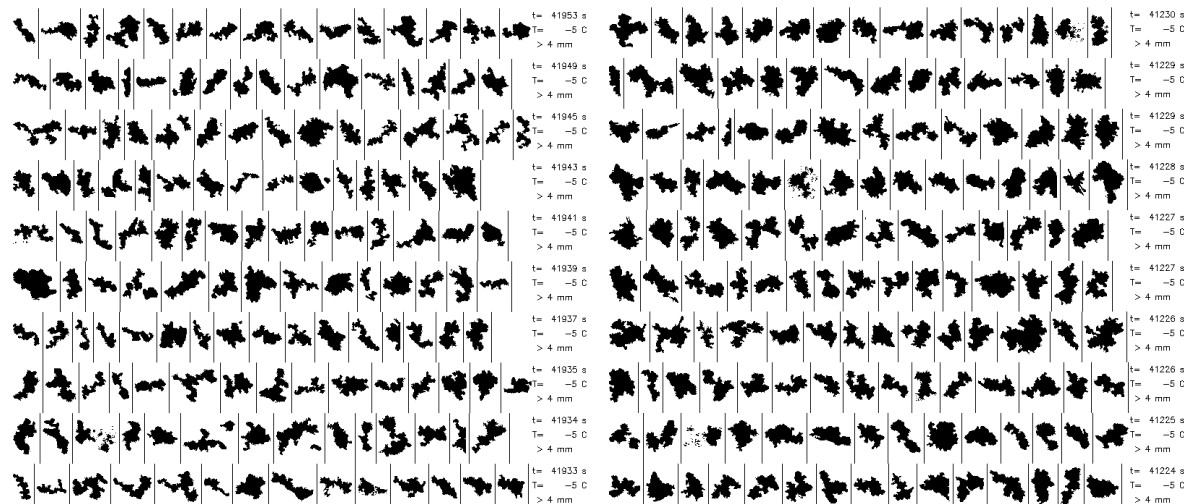 t= 41953 s
T= −5 C
> 4 mm
t= 41949 s
T= −5 C
> 4 mm
t= 41945 s
T= −5 C
> 4 mm
t= 41943 s
T= −5 C
> 4 mm
t= 41941 s
T= −5 C
> 4 mm
t= 41939 s
T= −5 C
> 4 mm
t= 41937 s
T= −5 C
> 4 mm
t= 41935 s
T= −5 C
> 4 mm
t= 41934 s
T= −5 C
> 4 mm
t= 41933 s
T= −5 C
> 4 mm
t= 41230 s
T= −5 C
> 4 mm
t= 41229 s
T= −5 C
> 4 mm
t= 41229 s
T= −5 C
> 4 mm
t= 41228 s
T= −5 C
> 4 mm
t= 41227 s
T= −5 C
> 4 mm
t= 41227 s
T= −5 C
> 4 mm
t= 41226 s
T= −5 C
> 4 mm
t= 41226 s
T= −5 C
> 4 mm
t= 41225 s
T= −5 C
> 4 mm
t= 41224 s
T= −5 C
> 4 mm